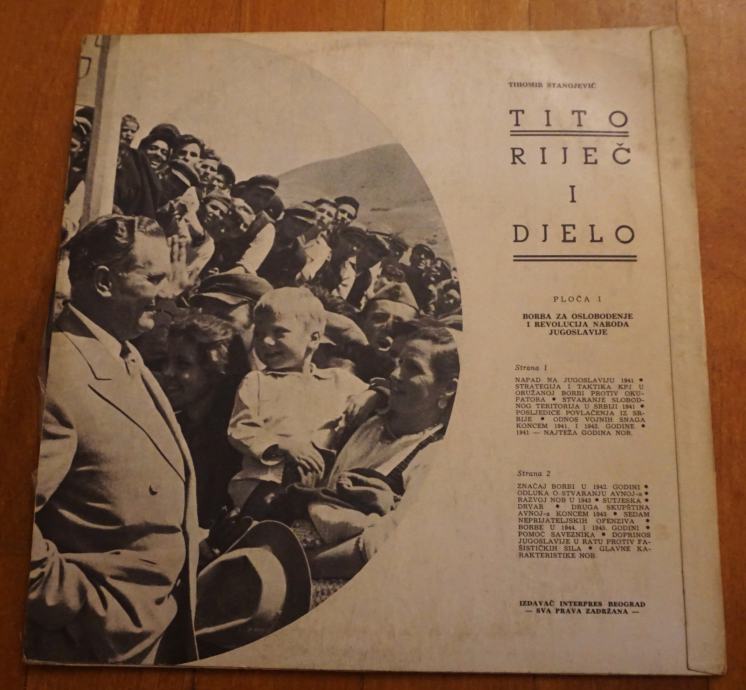 TIHOMIR STANOJEVIĆ
TITO
RIJEČ
I
DJELO
PLOČA 1
BORBA ZA OSLOBOĐENJE
I REVOLUCIJA NARODA
JUGOSLAVIJE
Strana 1
NAPAD NA JUGOSLAVIJU 1941 •
STRATEGIJA I TAKTIKA KPJ U
ORUŽANOJ BORBI PROTIV OKU-
PATORA • STVARANJE SLOBOD-
NOG TERITORIJA U SRBIJI 1941 •
POSLJEDICE POVLAČENJA IZ SR-
BIJE • ODNOS VOJNIH SNAGA
KONCEM 1941. I 1942. GODINE •
1941 — NAJTEŽA GODINA NOR.
Strana 2
ZNAČAJ BORBI U 1942. GODINI •
ODLUKA O STVARANJU AVNOJ-a •
RAZVOJ NOB U 1943 • SUTJESKA •
DRVAR • DRUGA SKUPŠTINA
AVNOJ-a KONCEM 1943 • SEDAM
NEPRIJATELJSKIH OFENZIVA •
BORBE U 1944. I 1945. GODINI •
POMOĆ SAVEZNIKA • DOPRINOS
JUGOSLAVIJE U RATU PROTIV FA-
ŠISTIČKIH SILA • GLAVNE KA-
RAKTERISTIKE NOB.
IZDAVAČ INTERPRES BEOGRAD
— SVA PRAVA ZADRŽANA —